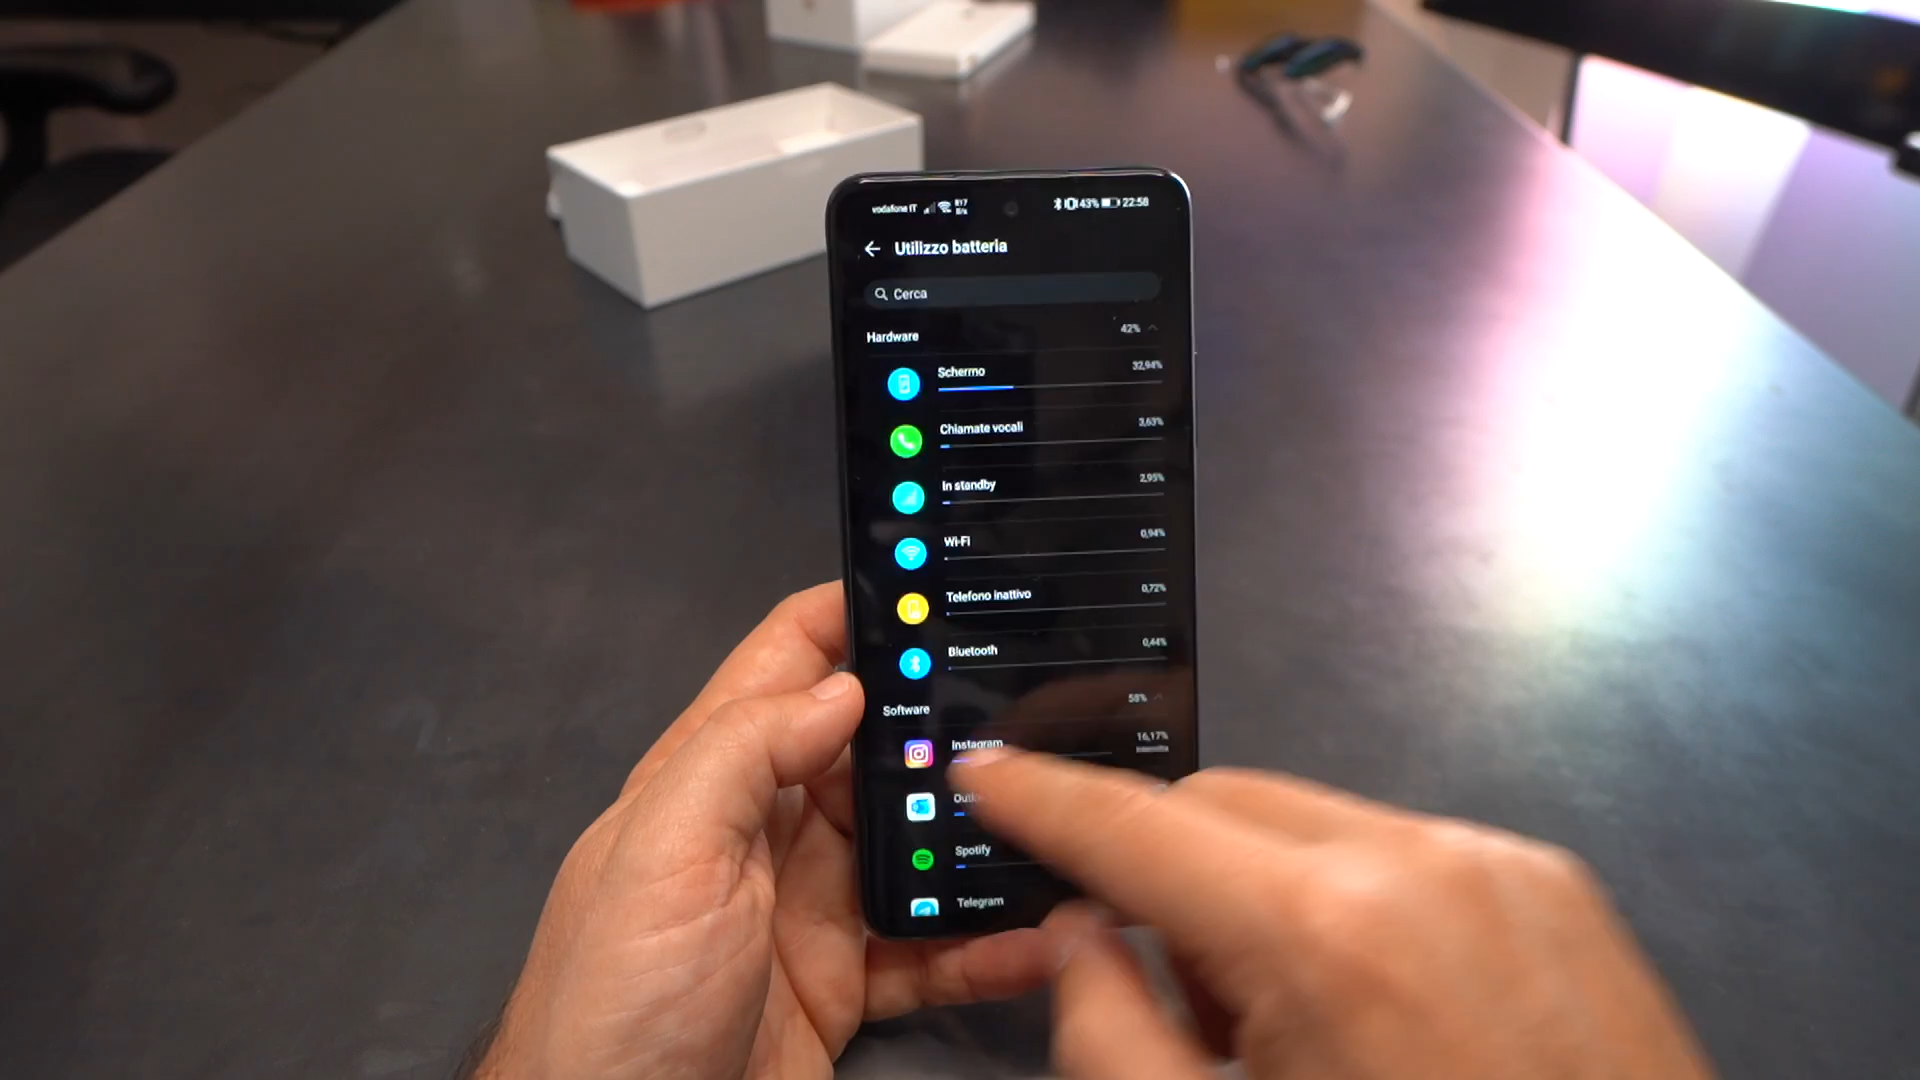 vodafone IT 817 B/s 43% 22:58
Utilizzo batteria
Cerca
Hardware 42%
Schermo 32,94%
Chiamate vocali 3,63%
In standby 2,95%
Wi-Fi 0,94%
Telefono inattivo 0,72%
Bluetooth 0,44%
Software 58%
Instagram 16,17%
Spotify
Telegram